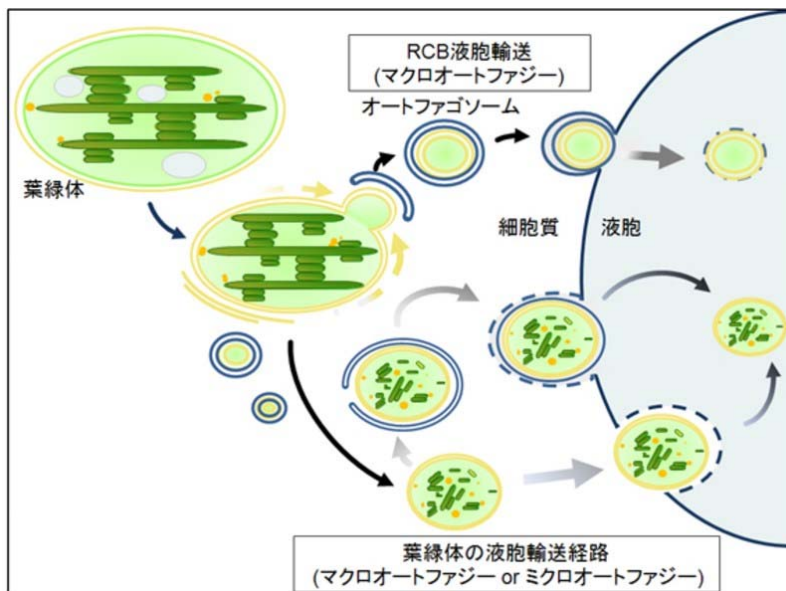 RCB液胞輸送
(マクロオートファジー)
オートファゴソーム
葉緑体
細胞質
液胞
葉緑体の液胞輸送経路
(マクロオートファジー or ミクロオートファジー)